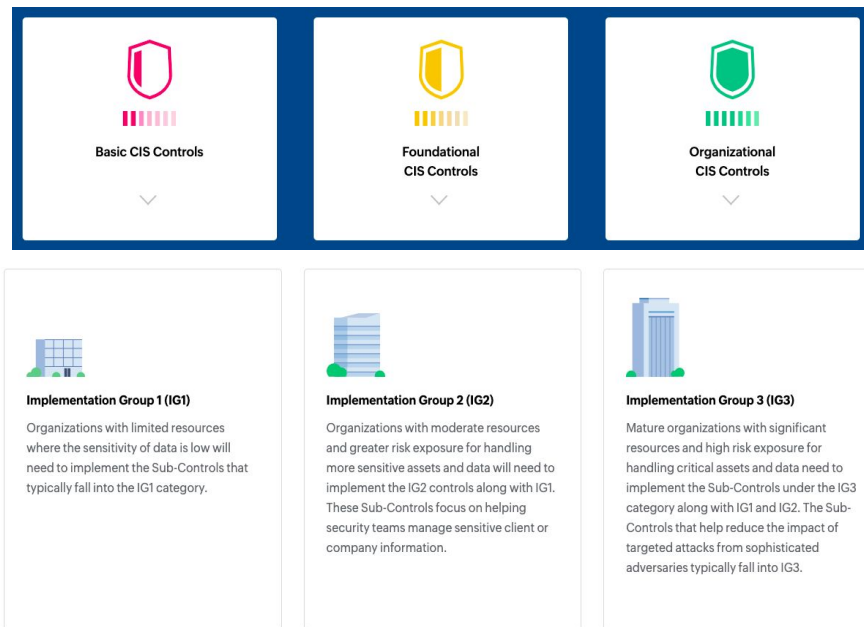 Basic CIS Controls
Foundational
CIS Controls
Organizational
CIS Controls
Implementation Group 1 (IG1)
Organizations with limited resources
where the sensitivity of data is low will
need to implement the Sub-Controls that
typically fall into the IG1 category.
Implementation Group 2 (IG2)
Organizations with moderate resources
and greater risk exposure for handling
more sensitive assets and data will need to
implement the IG2 controls along with IG1.
These Sub-Controls focus on helping
security teams manage sensitive client or
company information.
Implementation Group 3 (IG3)
Mature organizations with significant
resources and high risk exposure for
handling critical assets and data need to
implement the Sub-Controls under the IG3
category along with IG1 and IG2. The Sub-
Controls that help reduce the impact of
targeted attacks from sophisticated
adversaries typically fall into IG3.